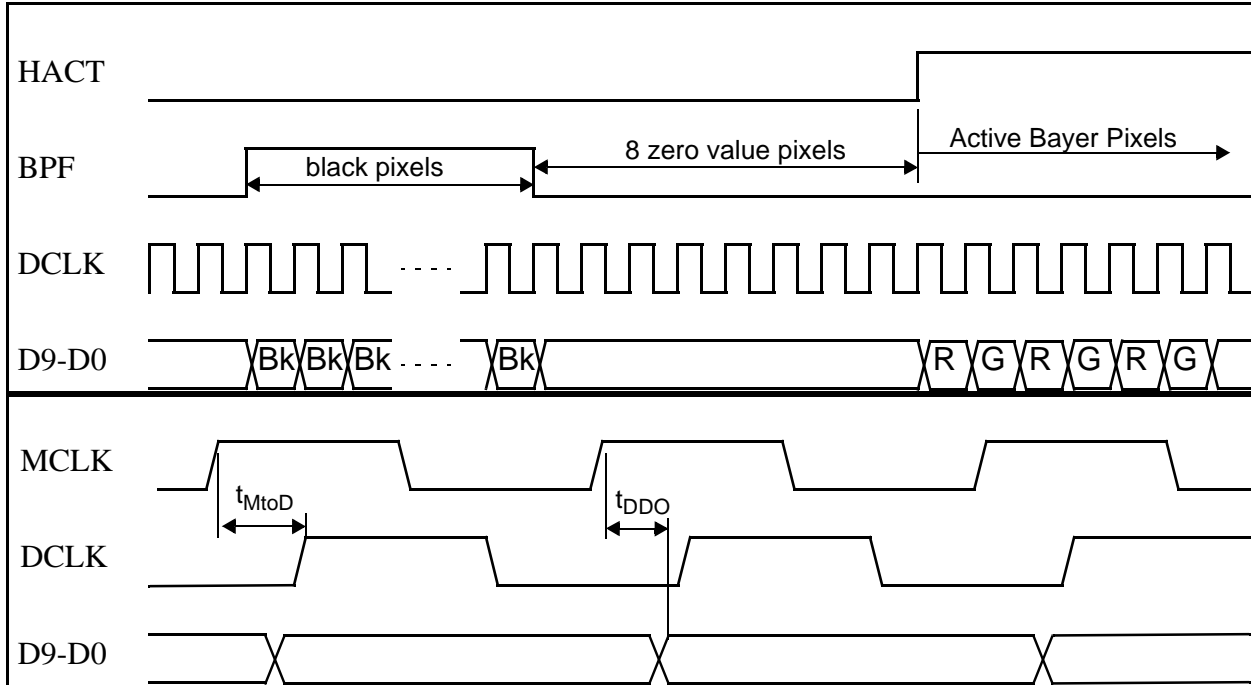 HACT
BPF black pixels 8 zero value pixels Active Bayer Pixels
DCLK - - - -
D9-D0 Bk Bk Bk - - - - Bk R G R G R G
MCLK
tMtoD tDDO
DCLK
D9-D0